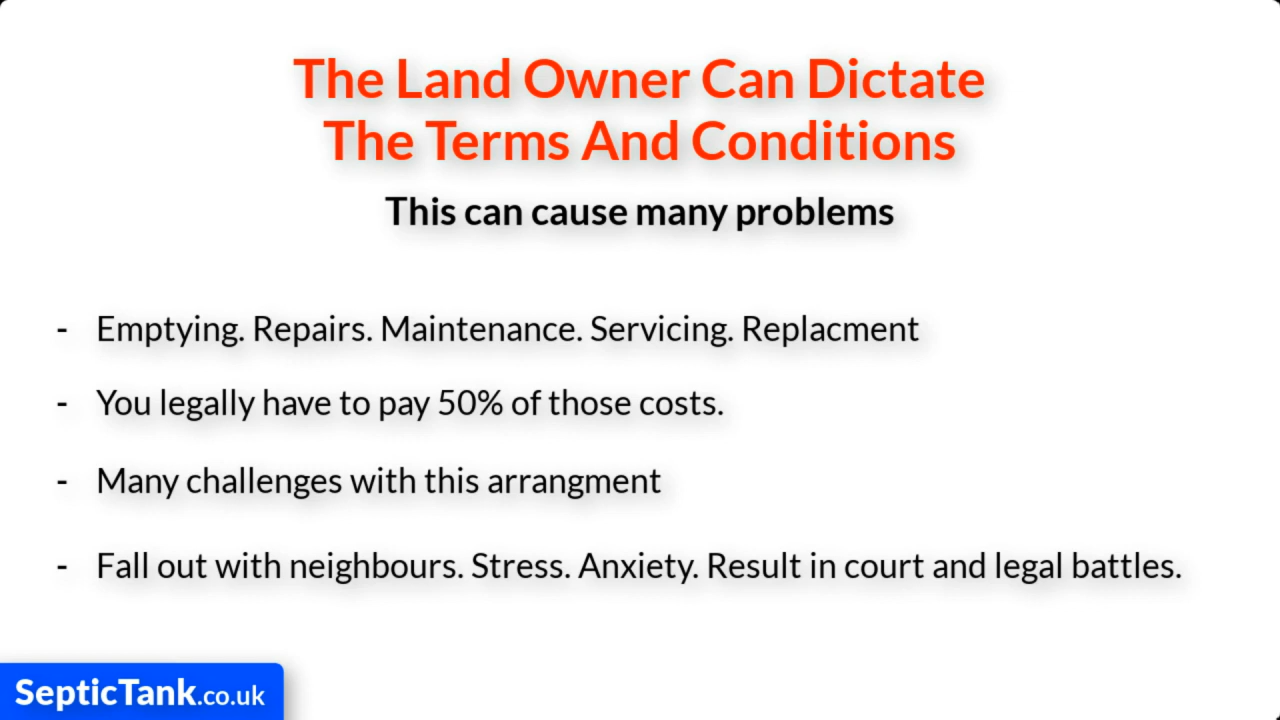 The Land Owner Can Dictate
The Terms And Conditions
This can cause many problems
- Emptying. Repairs. Maintenance. Servicing. Replacment
- You legally have to pay 50% of those costs.
- Many challenges with this arrangment
- Fall out with neighbours. Stress. Anxiety. Result in court and legal battles.
SepticTank.co.uk